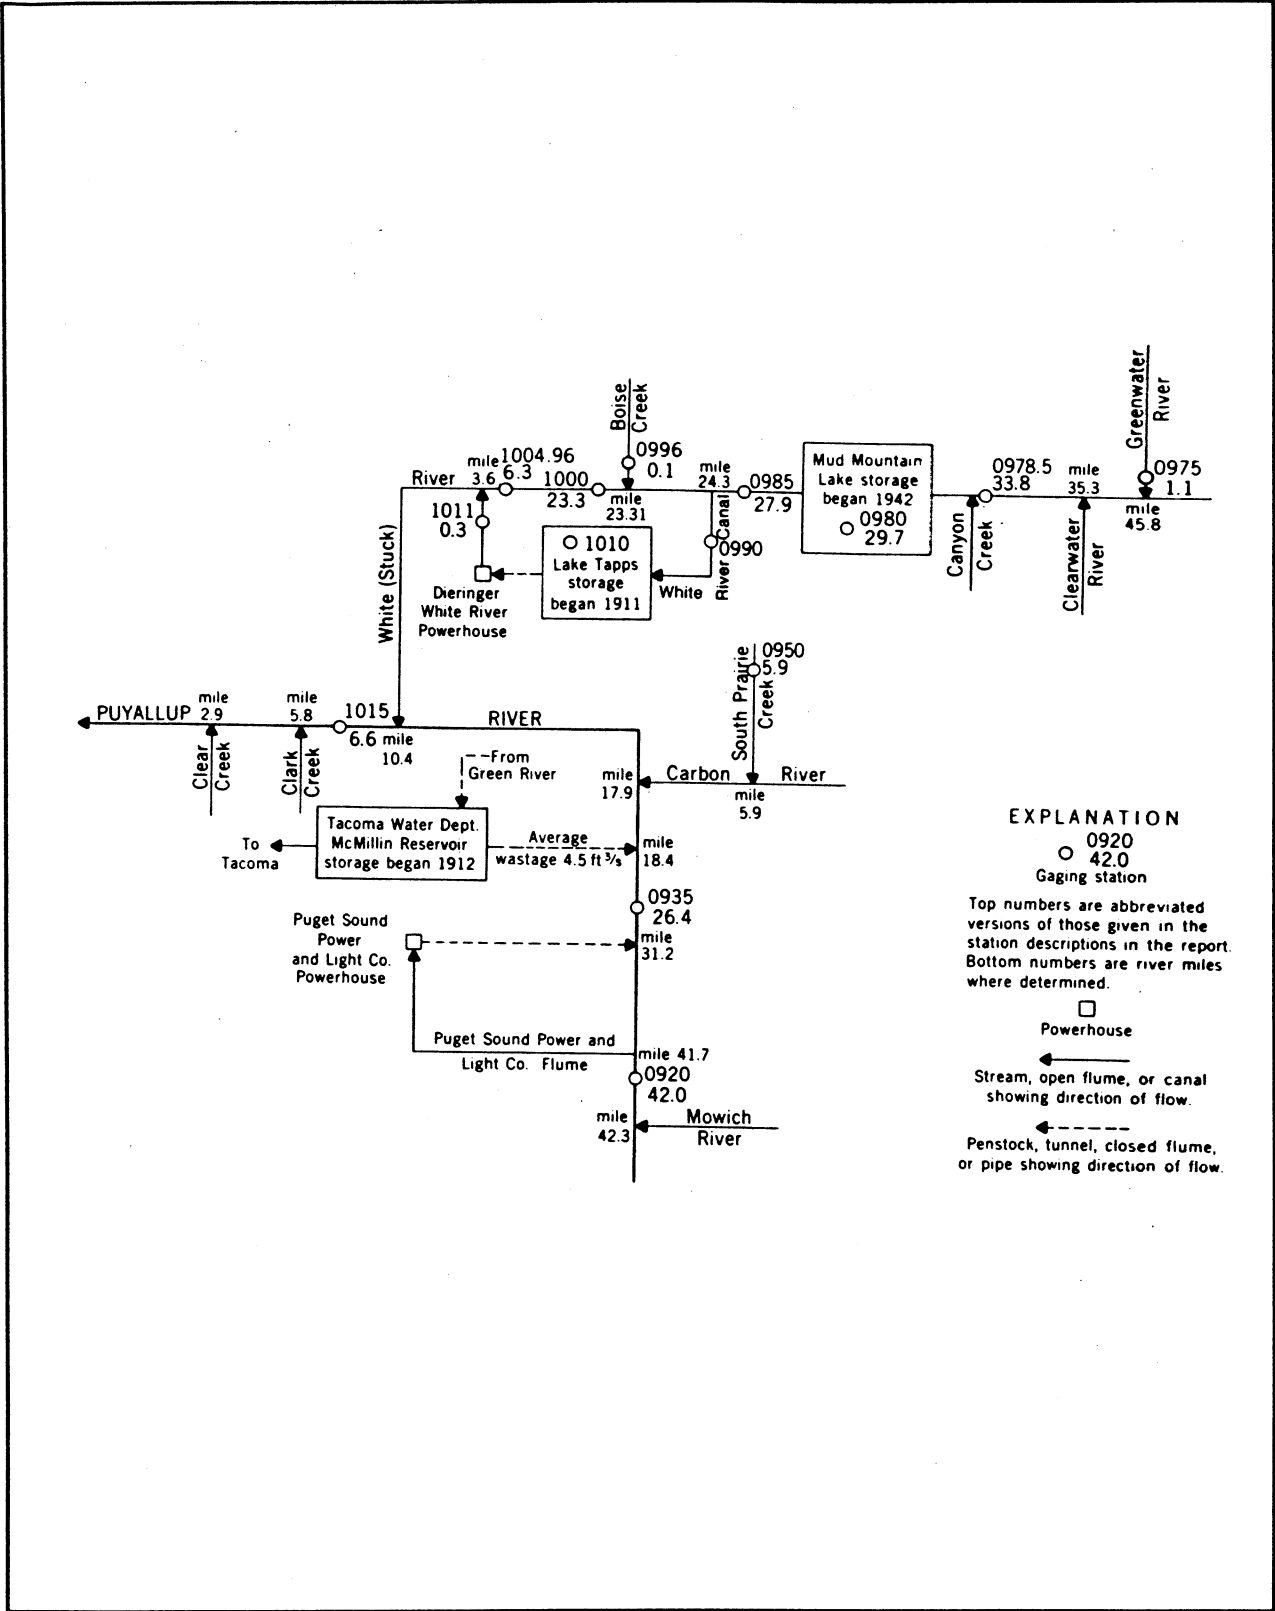 Greenwater
River
0975
1.1
mile
45.8
0978.5
33.8
mile
35.3
Clearwater
River
Canyon
Creek
Mud Mountain
Lake storage
began 1942
0980
29.7
0985
27.9
mile
24.3
River Canal
0990
White
Boise
Creek
0996
0.1
mile
23.31
1000
23.3
1004.96
6.3
mile
3.6
River
1011
0.3
1010
Lake Tapps
storage
began 1911
Dieringer
White River
Powerhouse
White (Stuck)
0950
5.9
South Prairie
Creek
PUYALLUP
RIVER
mile
2.9
mile
5.8
1015
6.6
mile
10.4
Clear
Creek
Clark
Creek
From
Green River
mile
17.9
Carbon River
mile
5.9
To
Tacoma
Tacoma Water Dept.
McMillin Reservoir
storage began 1912
Average
wastage 4.5 ft³/s
mile
18.4
0935
26.4
Puget Sound
Power
and Light Co.
Powerhouse
mile
31.2
Puget Sound Power and
Light Co. Flume
mile 41.7
0920
42.0
mile
42.3
Mowich
River
EXPLANATION
0920
42.0
Gaging station
Top numbers are abbreviated
versions of those given in the
station descriptions in the report.
Bottom numbers are river miles
where determined.
Powerhouse
Stream, open flume, or canal
showing direction of flow.
Penstock, tunnel, closed flume,
or pipe showing direction of flow.